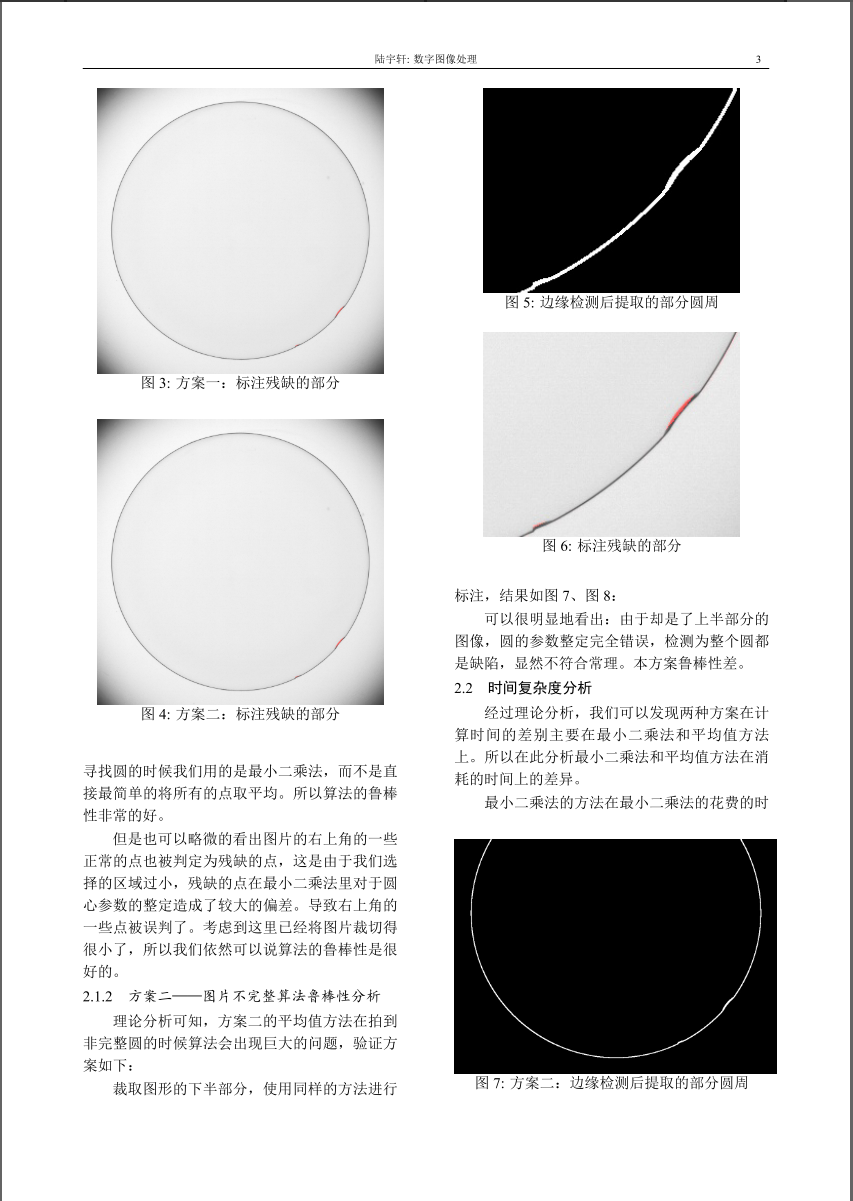 陆宇轩: 数字图像处理
3
图 3: 方案一：标注残缺的部分
图 4: 方案二：标注残缺的部分
寻找圆的时候我们用的是最小二乘法，而不是直
接最简单的将所有的点取平均。所以算法的鲁棒
性非常的好。
但是也可以略微的看出图片的右上角的一些
正常的点也被判定为残缺的点，这是由于我们选
择的区域过小，残缺的点在最小二乘法里对于圆
心参数的整定造成了较大的偏差。导致右上角的
一些点被误判了。考虑到这里已经将图片裁切得
很小了，所以我们依然可以说算法的鲁棒性是很
好的。
2.1.2 方案二——图片不完整算法鲁棒性分析
理论分析可知，方案二的平均值方法在拍到
非完整圆的时候算法会出现巨大的问题，验证方
案如下：
裁取图形的下半部分，使用同样的方法进行
图 5: 边缘检测后提取的部分圆周
图 6: 标注残缺的部分
标注，结果如图 7、图 8：
可以很明显地看出：由于却是了上半部分的
图像，圆的参数整定完全错误，检测为整个圆都
是缺陷，显然不符合常理。本方案鲁棒性差。
2.2 时间复杂度分析
经过理论分析，我们可以发现两种方案在计
算时间的差别主要在最小二乘法和平均值方法
上。所以在此分析最小二乘法和平均值方法在消
耗的时间上的差异。
最小二乘法的方法在最小二乘法的花费的时
图 7: 方案二：边缘检测后提取的部分圆周